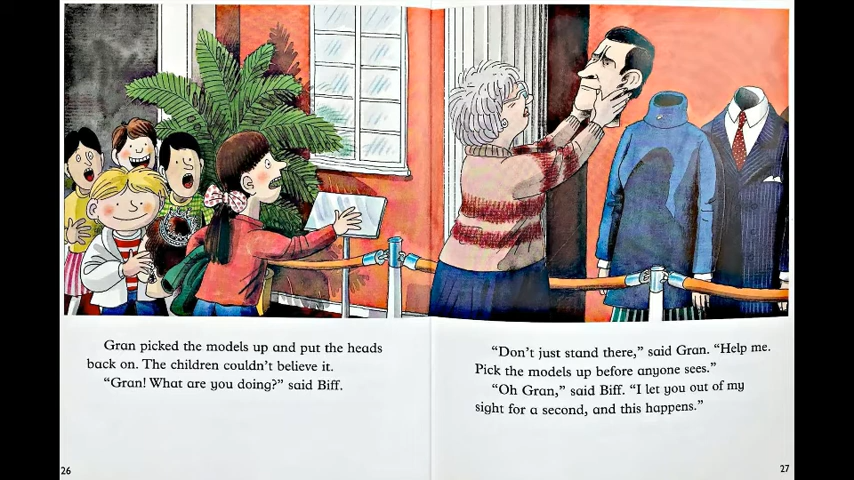 Gran picked the models up and put the heads
back on. The children couldn't believe it.
"Gran! What are you doing?" said Biff.
26
"Don't just stand there," said Gran. "Help me.
Pick the models up before anyone sees."
"Oh Gran," said Biff. "I let you out of my
sight for a second, and this happens."
27